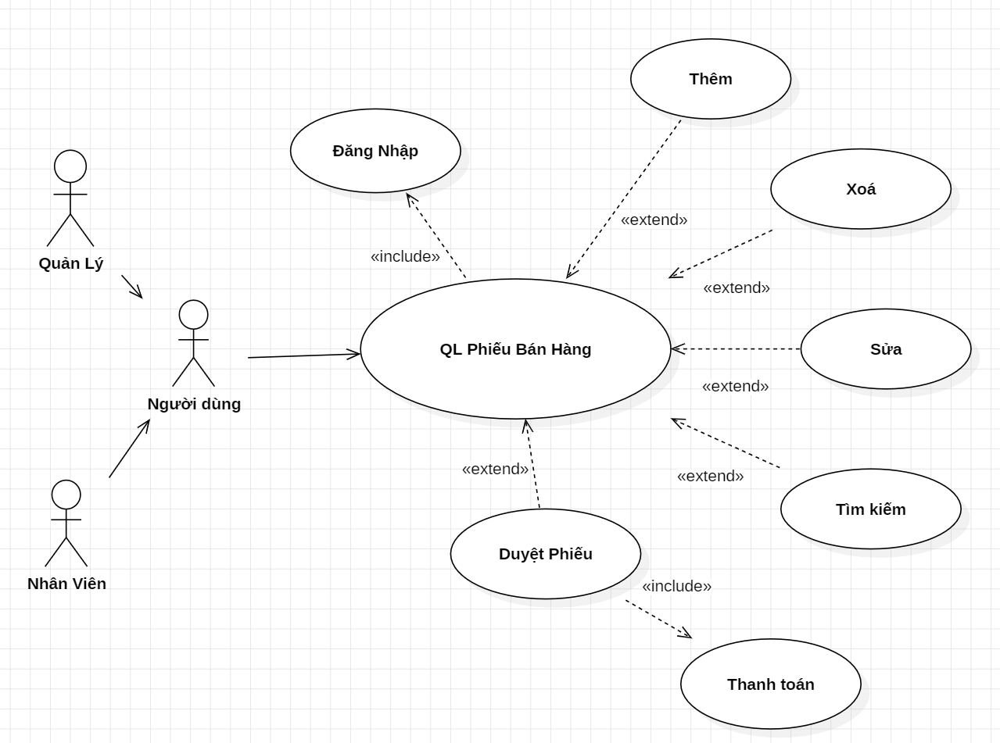 Thêm
Đăng Nhập
Xoá
«extend»
«include»
Quản Lý
«extend»
QL Phiếu Bán Hàng
Sửa
«extend»
Người dùng
«extend»
«extend»
Tìm kiếm
Duyệt Phiếu
Nhân Viên
«include»
Thanh toán